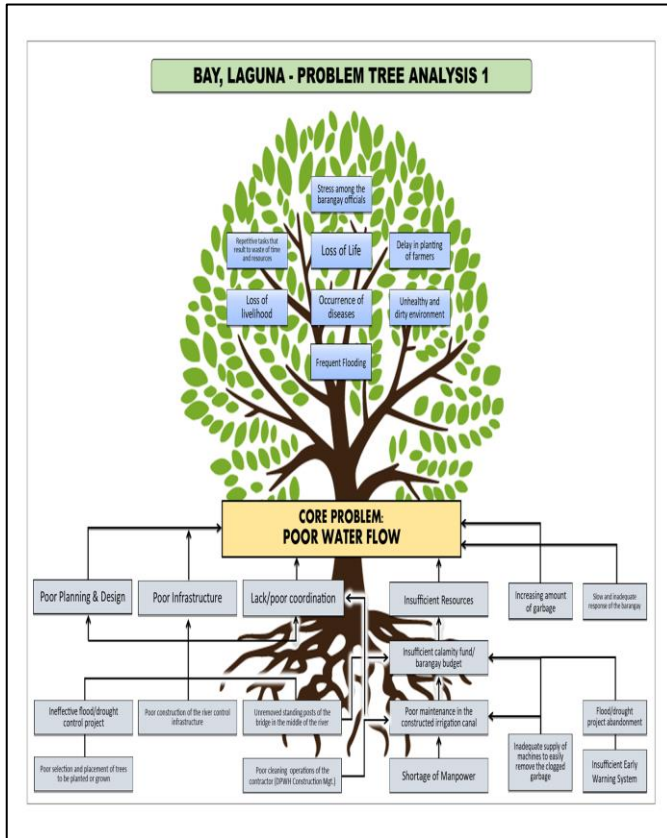 BAY, LAGUNA - PROBLEM TREE ANALYSIS 1
Stress among the
barangay officials
Repetitive tasks that
result to waste of time
and resources
Loss of Life
Delay in planting
of farmers
Loss of
livelihood
Occurrence of
diseases
Unhealthy and
dirty environment
Frequent Flooding
CORE PROBLEM:
POOR WATER FLOW
Poor Planning & Design
Poor Infrastructure
Lack/poor coordination
Insufficient Resources
Increasing amount
of garbage
Slow and inadequate
response of the barangay
Insufficient calamity fund/
barangay budget
Ineffective flood/drought
control project
Poor construction of the river control
infrastructure
Unremoved standing posts of the
bridge in the middle of the river
Poor maintenance in the
constructed irrigation canal
Flood/drought
project abandonment
Poor selection and placement of trees
to be planted or grown
Poor cleaning operations of the
contractor (DPWH Construction Mgt.)
Shortage of Manpower
Inadequate supply of
machines to easily
remove the clogged
garbage
Insufficient Early
Warning System